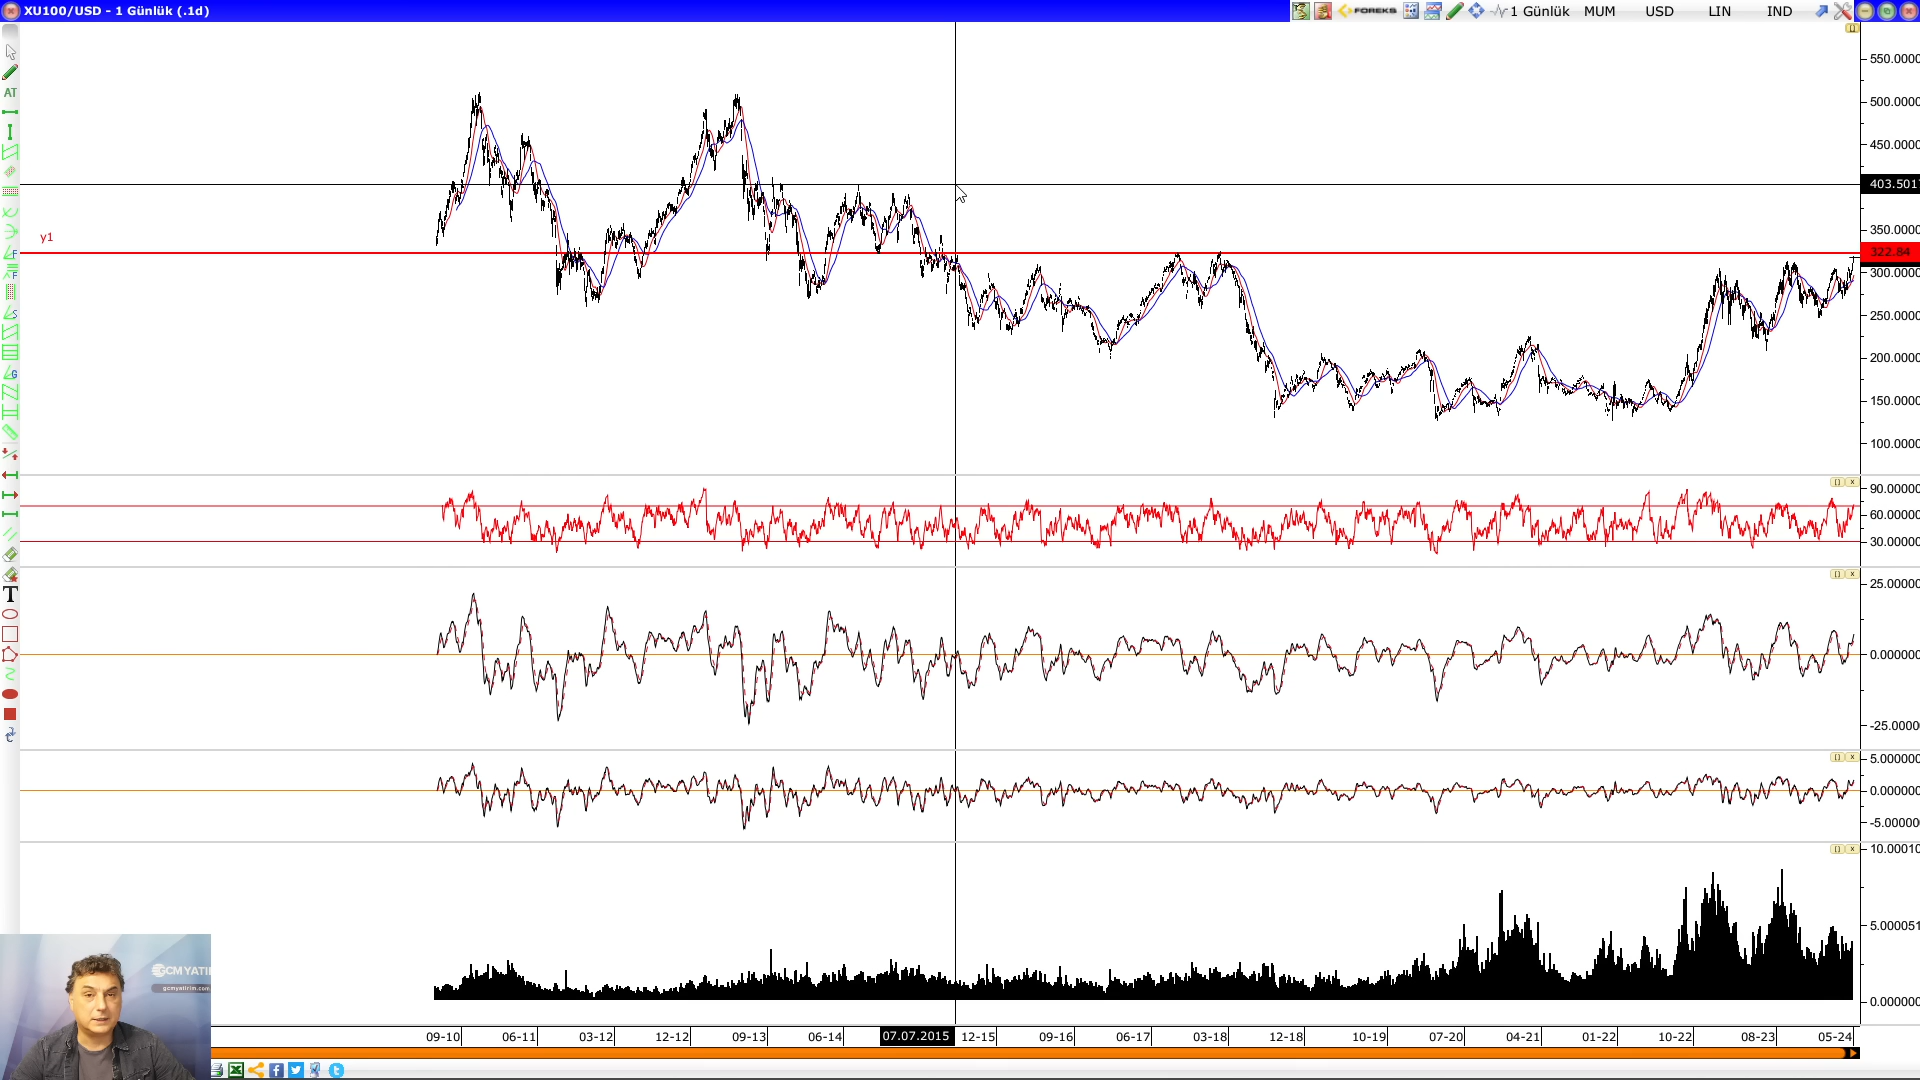 XU100/USD - 1 Günlük (.1d)
FOREKS
1 Günlük MUM USD LIN IND
AT
F
F
S
G
T
y1
550.0000
500.0000
450.0000
403.501
350.0000
322.84
300.0000
250.0000
200.0000
150.0000
100.0000
90.00000
60.00000
30.00000
25.00000
0.000000
-25.0000
5.000000
0.000000
-5.00000
10.00010
5.000051
0.000000
GCM YATIRI
gcmyatirim.com
09-10 06-11 03-12 12-12 09-13 06-14 07.07.2015 12-15 09-16 06-17 03-18 12-18 10-19 07-20 04-21 01-22 10-22 08-23 05-24